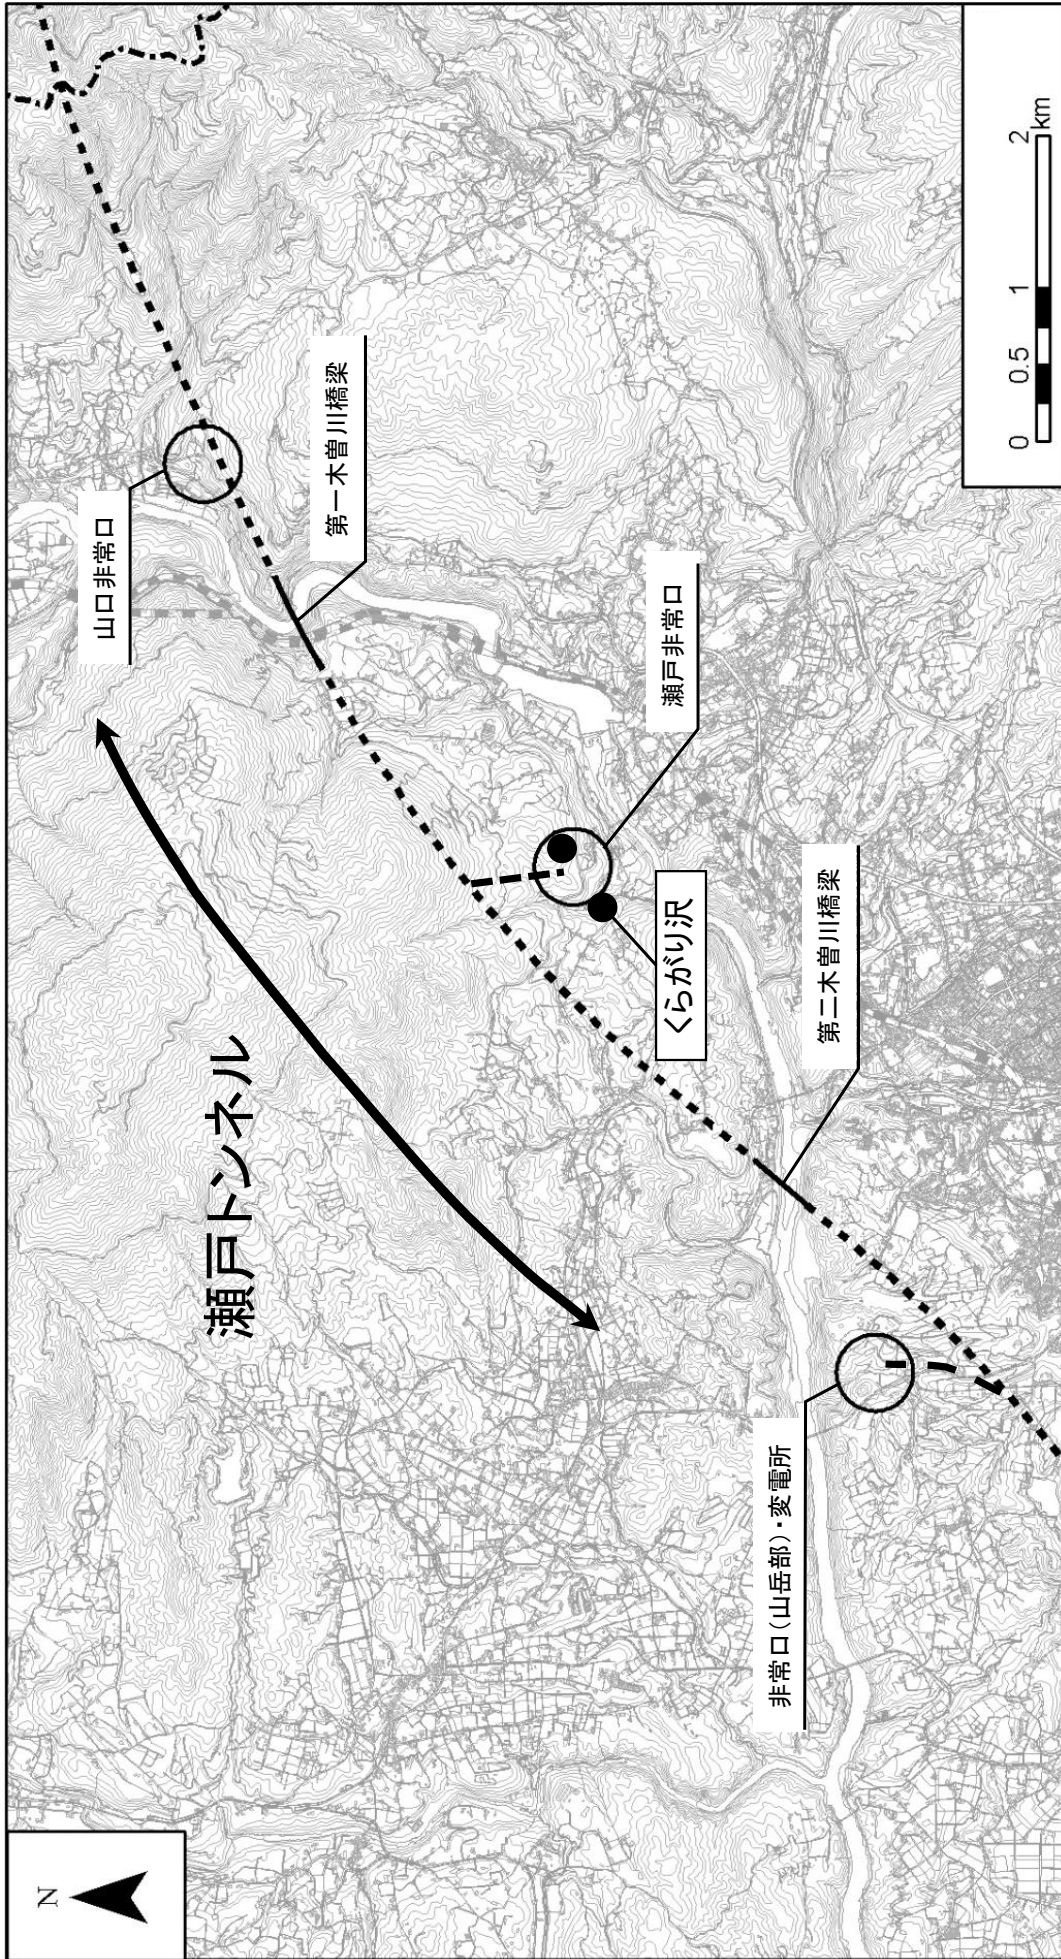 N
瀬戸トンネル
山口非常口
第一木曽川橋梁
瀬戸非常口
くらがり沢
第二木曽川橋梁
非常口(山岳部)・変電所
0 0.5 1 2
km